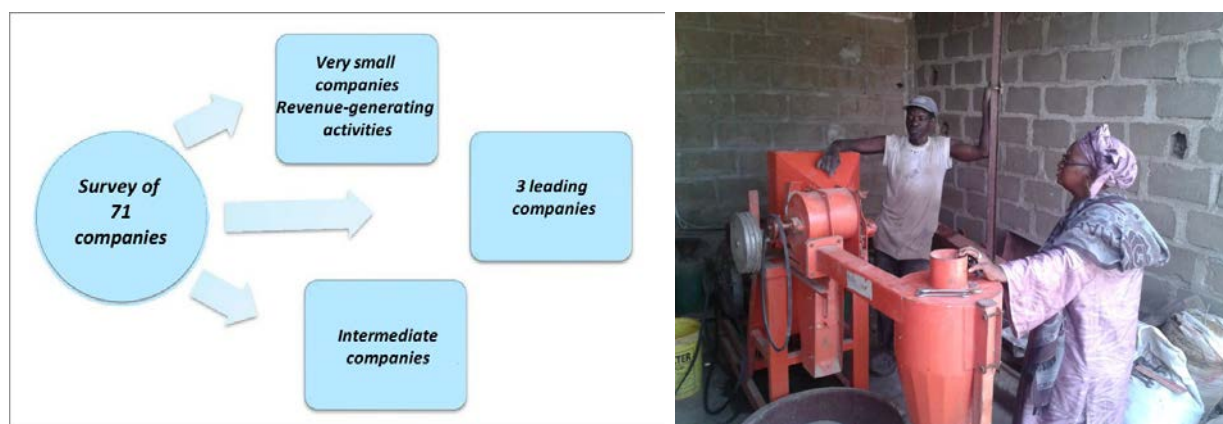 Very small
companies
Revenue-generating
activities
Survey of
71
companies
3 leading
companies
Intermediate
companies